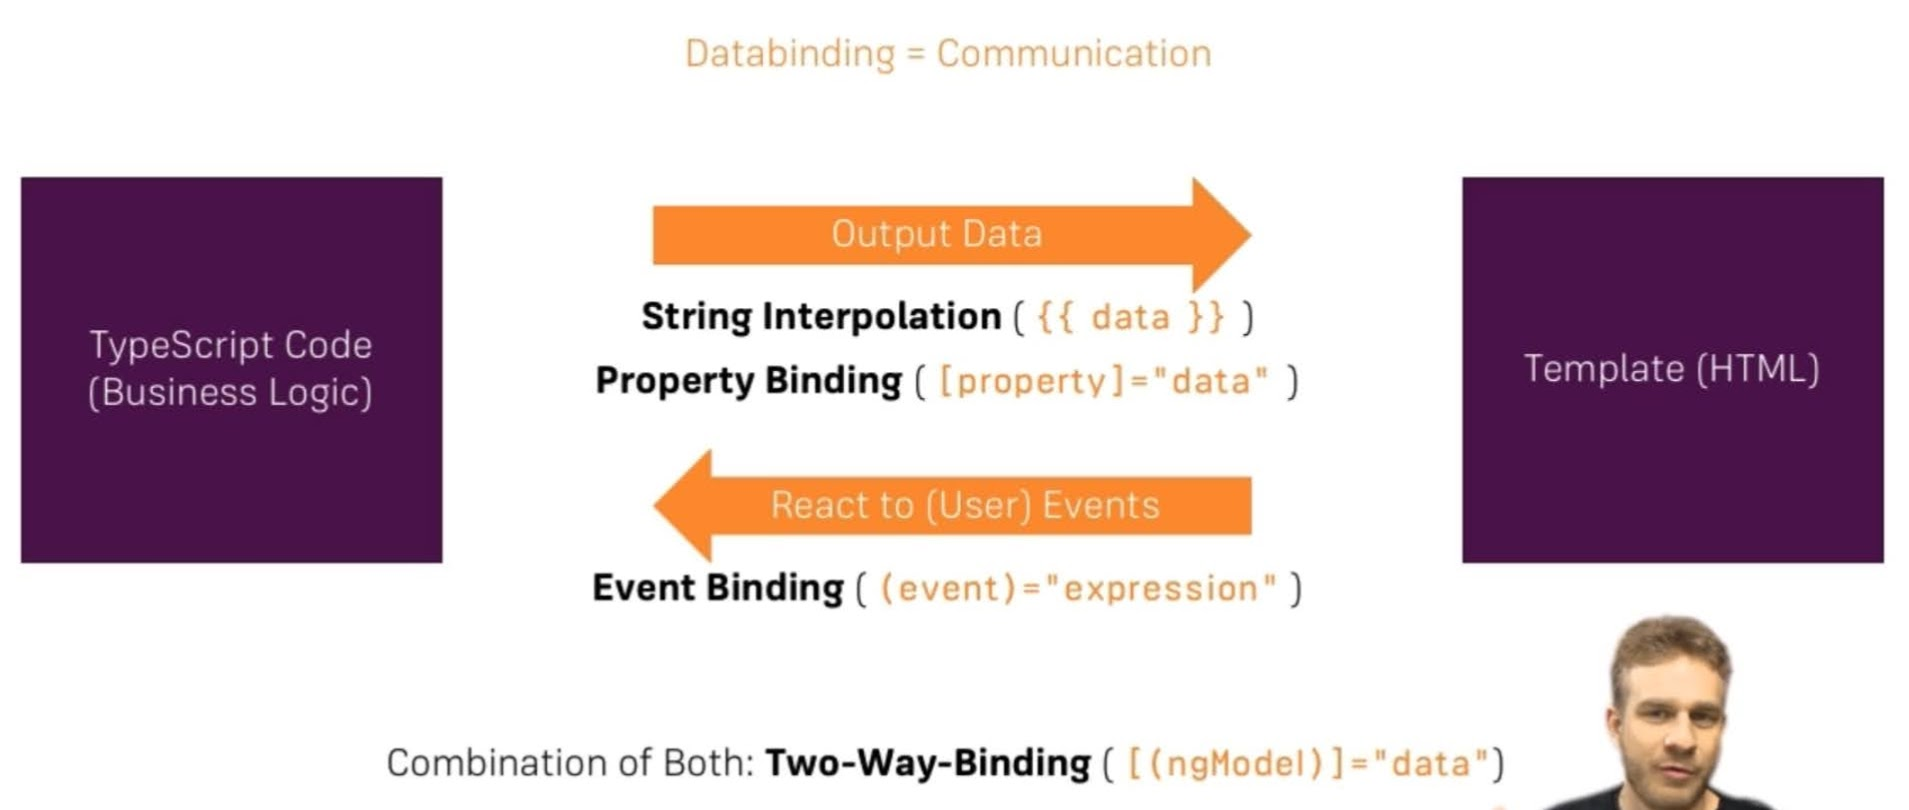 Databinding = Communication
TypeScript Code
(Business Logic)
Output Data
String Interpolation ( {{ data }} )
Property Binding ( [property]="data" )
React to (User) Events
Event Binding ( (event)="expression" )
Template (HTML)
Combination of Both: Two-Way-Binding ( [(ngModel)]="data")